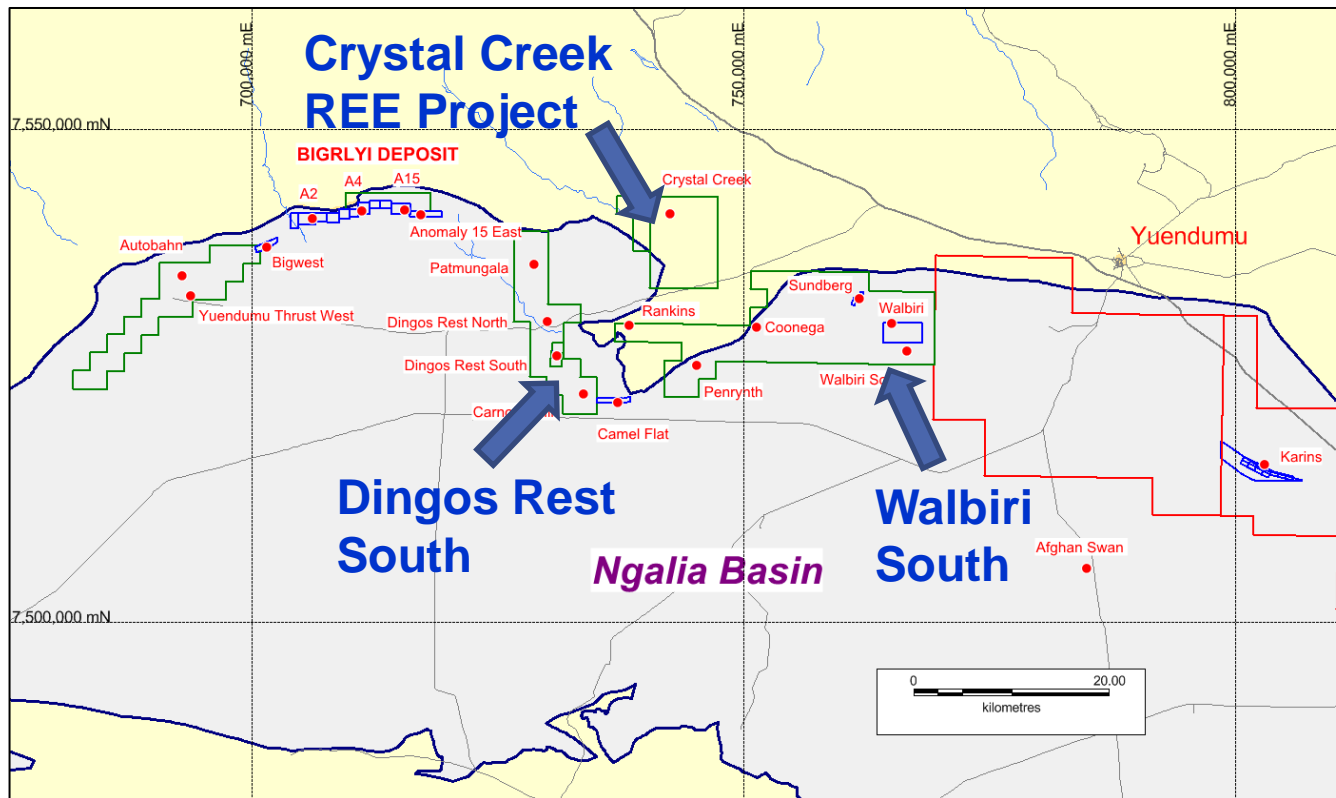 700,000 mE
750,000 mE
800,000 mE
Crystal Creek
REE Project
7,550,000 mN
BIGRLYI DEPOSIT
A2
A4
A15
Crystal Creek
Anomaly 15 East
Autobahn
Bigwest
Patmungala
Yuendumu
Sundberg
Yuendumu Thrust West
Dingos Rest North
Rankins
Coonega
Walbiri
Dingos Rest South
Penrynth
Walbiri
Camel Flat
Karins
Dingos Rest
South
Walbiri
South
Afghan Swan
Ngalia Basin
7,500,000 mN
0
20.00
kilometres